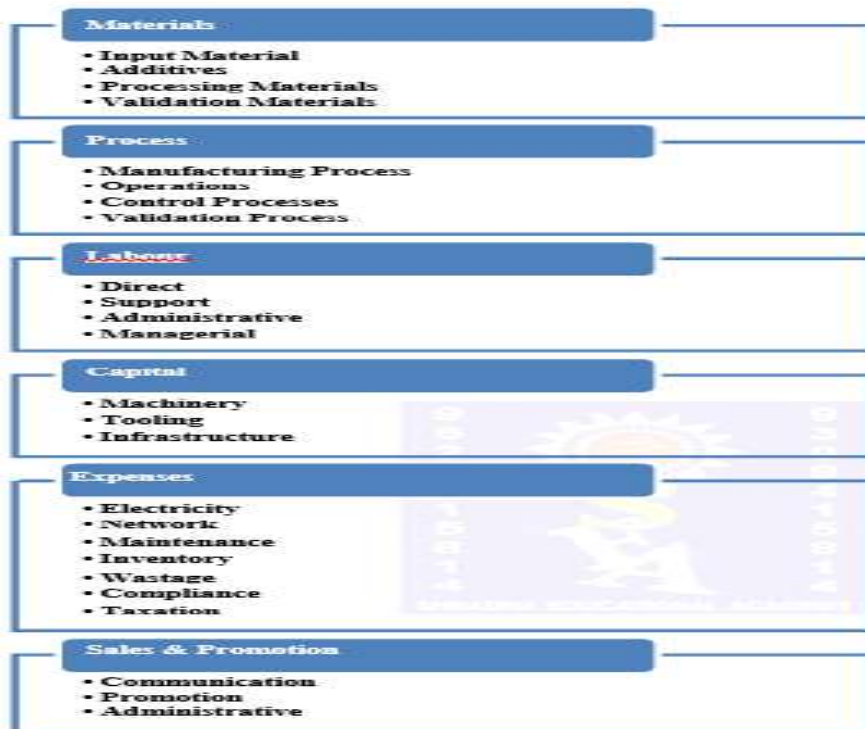 Materials
• Input Material
• Additives
• Processing Materials
• Validation Materials
Process
• Manufacturing Process
• Operations
• Control Processes
• Validation Process
Labour
• Direct
• Support
• Administrative
• Managerial
Capital
• Machinery
• Tooling
• Infrastructure
Expenses
• Electricity
• Network
• Maintenance
• Inventory
• Wastage
• Compliance
• Taxation
Sales & Promotion
• Communication
• Promotion
• Administrative